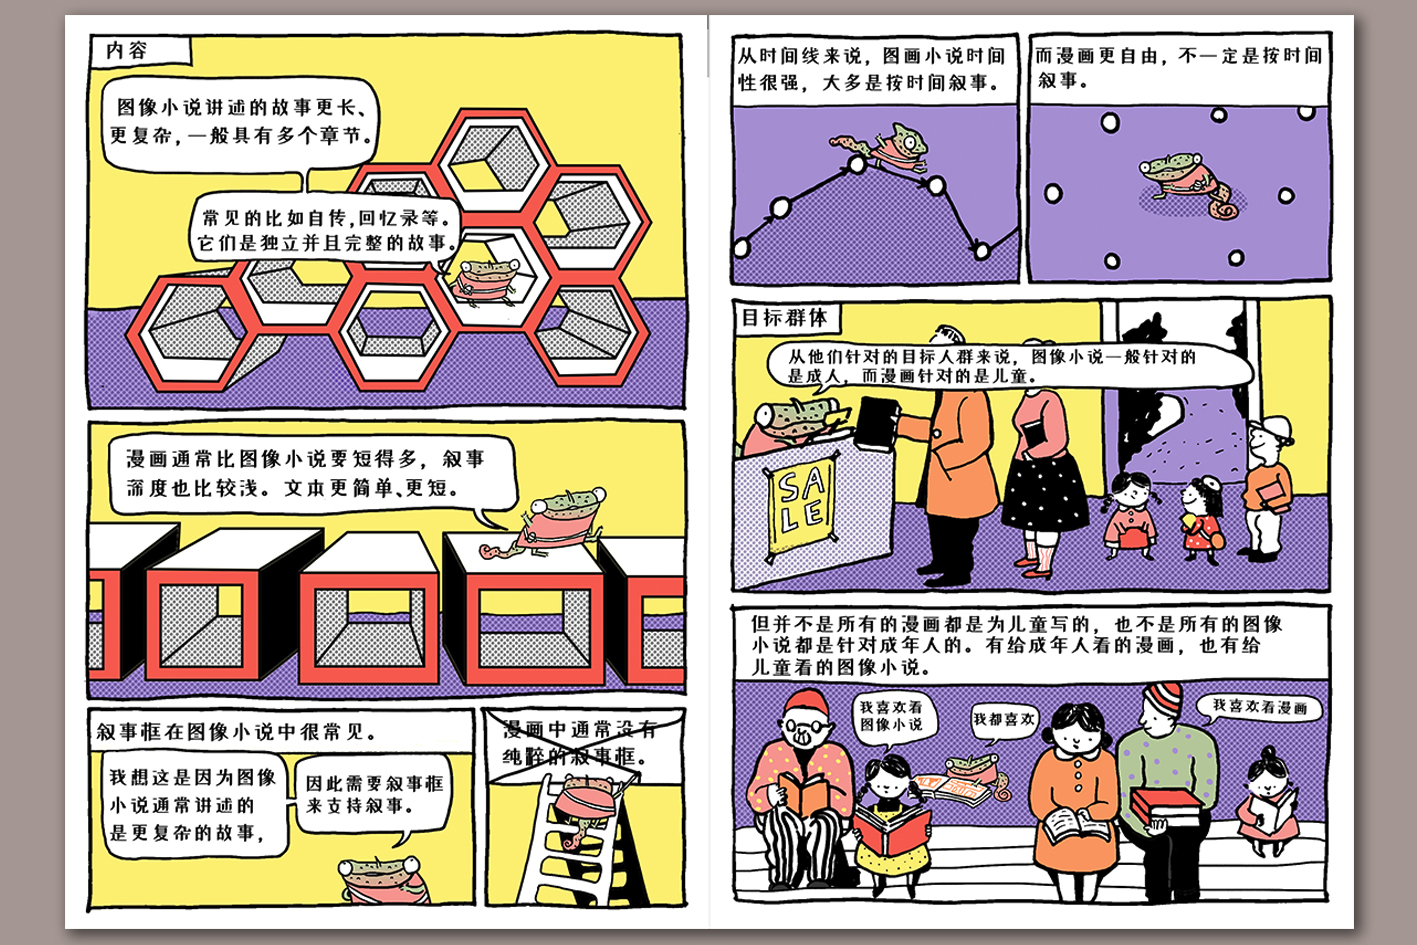 内容
图像小说讲述的故事更长、
更复杂，一般具有多个章节。
常见的比如自传，回忆录等。
它们是独立并且完整的故事。
漫画通常比图像小说要短得多，叙事
深度也比较浅。文本更简单、更短。
叙事框在图像小说中很常见。
我想这是因为图像
小说通常讲述的
是更复杂的故事，
因此需要叙事框
来支持叙事。
漫画中通常没有
纯粹的叙事框。
从时间线来说，图画小说时间
性很强，大多是按时间叙事。
而漫画更自由，不一定是按时间
叙事。
目标群体
从他们针对的目标人群来说，图像小说一般针对的
是成人，而漫画针对的是儿童。
SA
LE
但并不是所有的漫画都是为儿童写的，也不是所有的图像
小说都是针对成年人的。有给成年人看的漫画，也有给
儿童看的图像小说。
我喜欢看
图像小说
我都喜欢
我喜欢看漫画